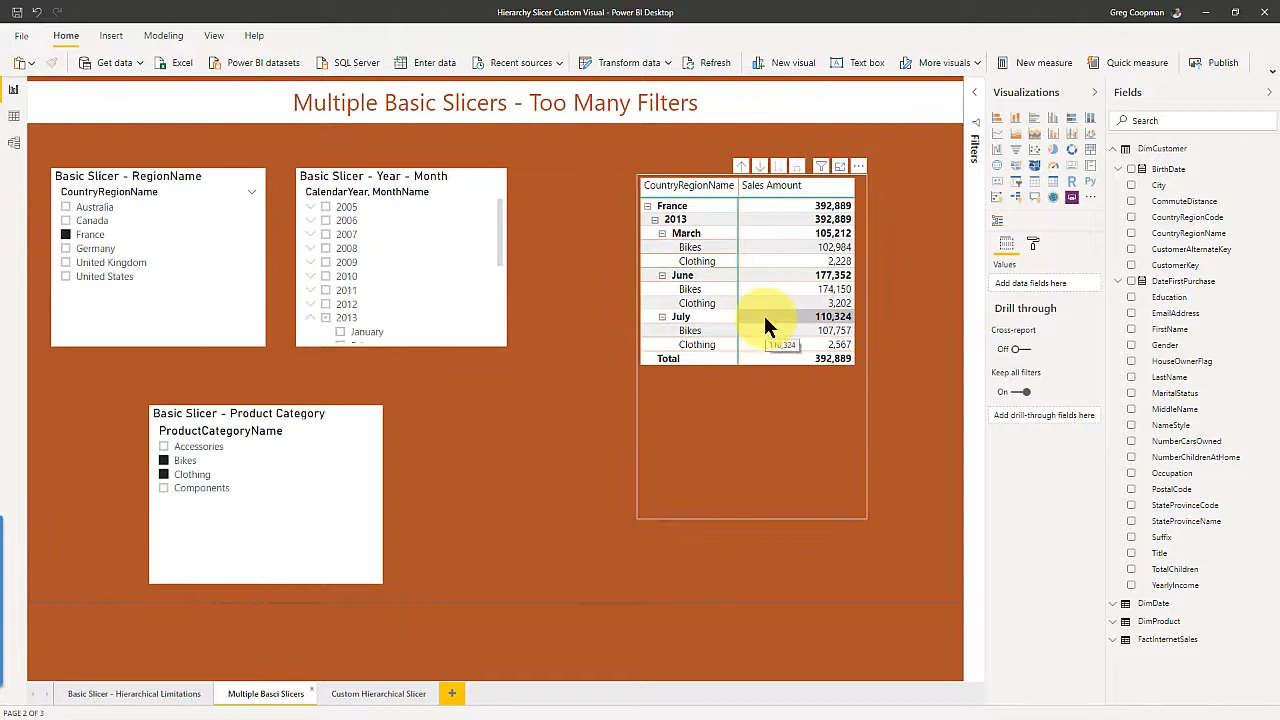 Hierarchy Slicer Custom Visual - Power BI Desktop
Greg Coopman
File Home Insert Modeling View Help
Get data Excel Power BI datasets SQL Server Enter data Recent sources Transform data Refresh New visual Text box More visuals New measure Quick measure Publish
Multiple Basic Slicers - Too Many Filters
Basic Slicer - RegionName
CountryRegionName
Australia
Canada
France
Germany
United Kingdom
United States
Basic Slicer - Year - Month
CalendarYear, MonthName
2005
2006
2007
2008
2009
2010
2011
2012
2013
January
Basic Slicer - Product Category
ProductCategoryName
Accessories
Bikes
Clothing
Components
CountryRegionName Sales Amount
France 392,889
2013 392,889
March 105,212
Bikes 102,984
Clothing 2,228
June 177,352
Bikes 174,150
Clothing 3,202
July 110,324
Bikes 107,757
Clothing 2,567
Total 392,889
110,324
Filters
Visualizations
R Py
Values
Add data fields here
Drill through
Cross-report
Off
Keep all filters
On
Add drill-through fields here
Fields
Search
DimCustomer
BirthDate
City
CommuteDistance
CountryRegionCode
CountryRegionName
CustomerAlternateKey
CustomerKey
DateFirstPurchase
Education
EmailAddress
FirstName
Gender
HouseOwnerFlag
LastName
MaritalStatus
MiddleName
NameStyle
NumberCarsOwned
NumberChildrenAtHome
Occupation
PostalCode
StateProvinceCode
StateProvinceName
Suffix
Title
TotalChildren
YearlyIncome
DimDate
DimProduct
FactInternetSales
Basic Slicer - Hierarchical Limitations Multiple Basci Slicers x Custom Hierarchical Slicer +
PAGE 2 OF 3